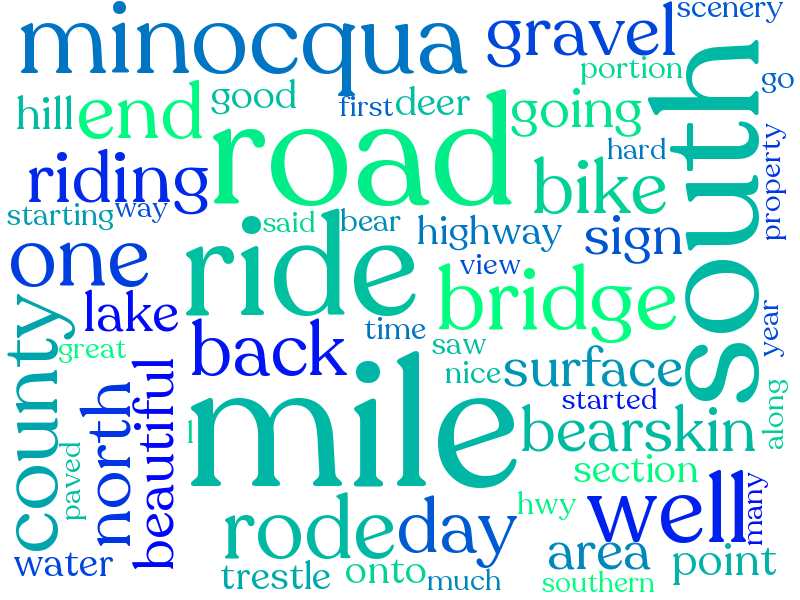 scenery
minocqua
gravel
portion
go
south
hill
end
good
first
deer
going
road
hard
property
riding
bike
starting
way
said
bear
highway
sign
one
ride
view
lake
bridge
county
great
back
time
saw
year
nice
surface
beautiful
north
mile
started
along
l
bearskin
paved
section
many
rode
day
hwy
well
water
area
point
trestle
onto
much
southern